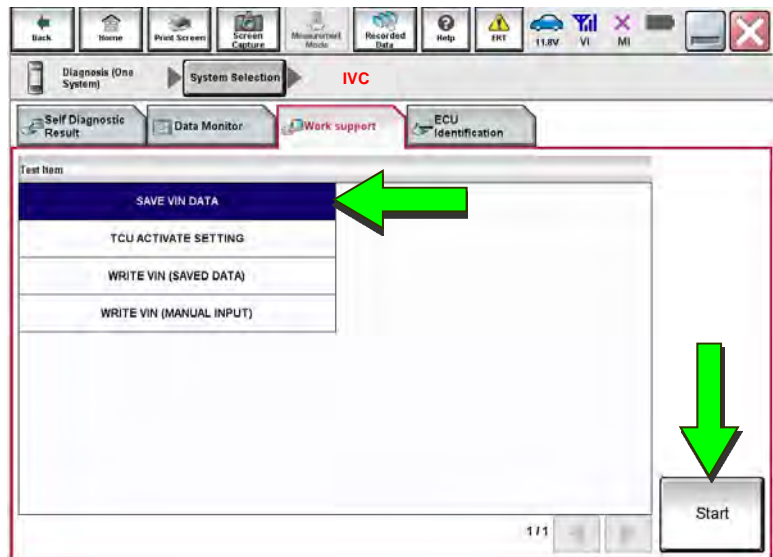 Back
Home
Print Screen
Screen
Capture
Measurement
Mode
Recorded
Data
Help
ERT
11.8V
VI
MI
Diagnosis (One
System)
System Selection
IVC
Self Diagnostic
Result
Data Monitor
Work support
ECU
Identification
Test Item
SAVE VIN DATA
TCU ACTIVATE SETTING
WRITE VIN (SAVED DATA)
WRITE VIN (MANUAL INPUT)
Start
1/1